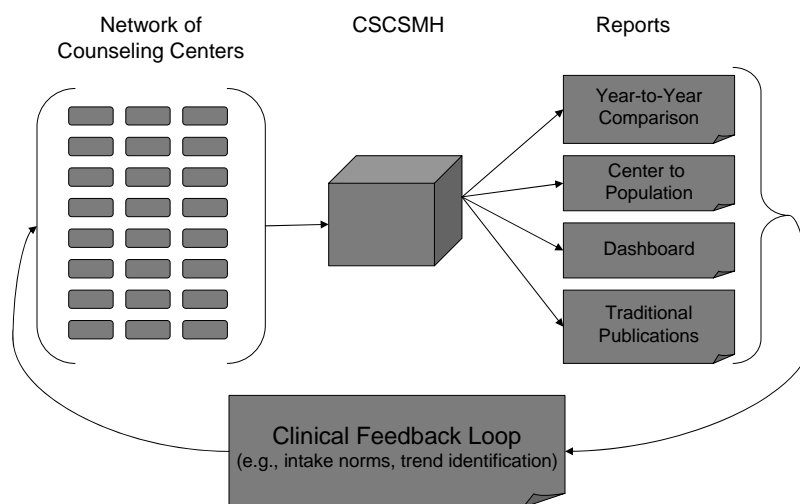 Network of
Counseling Centers
CSCSMH
Reports
Year-to-Year
Comparison
Center to
Population
Dashboard
Traditional
Publications
Clinical Feedback Loop
(e.g., intake norms, trend identification)